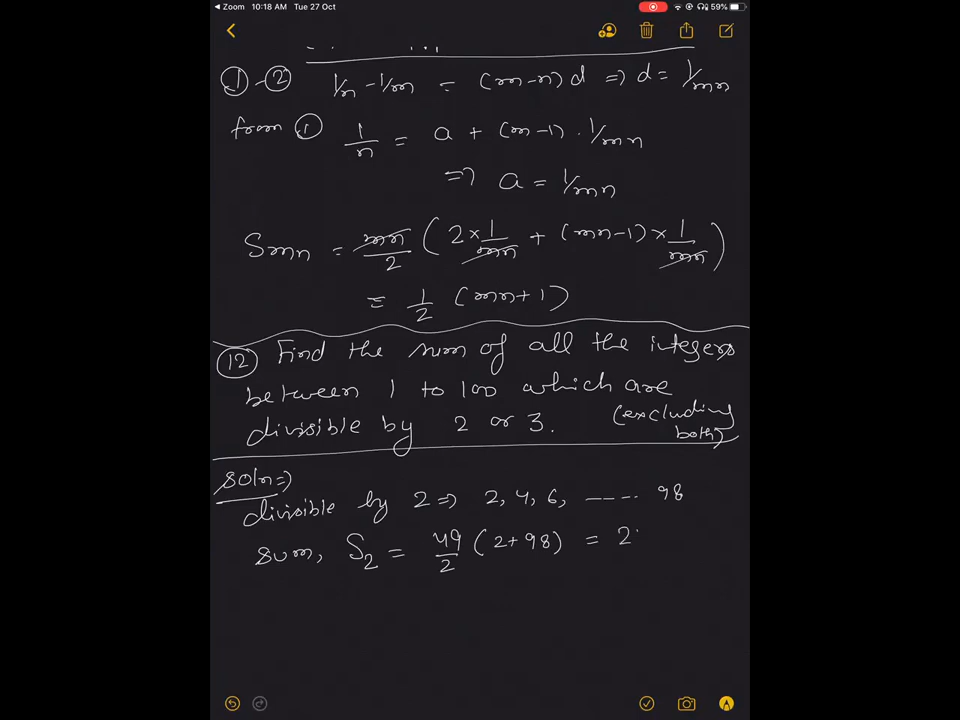 Zoom 10:18 AM Tue 27 Oct 59%
① - ② 1/n - 1/m = (m-n) d => d = 1/mn
from ① 1/n = a + (m-1) . 1/mn
=> a = 1/mn
Smn = mn/2 ( 2 × 1/mn + (mn-1) × 1/mn )
= 1/2 (mn+1)
⑫ Find the sum of all the integers
between 1 to 100 which are
divisible by 2 or 3. (excluding
both)
soln=>
divisible by 2 => 2, 4, 6, ----- 98
sum, S2 = 49/2 (2+98) = 2